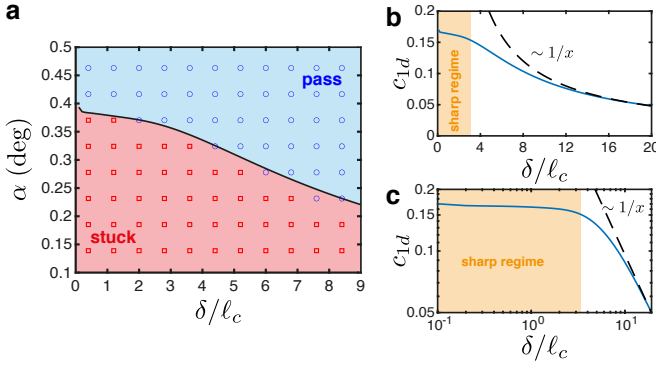 a
0.5
0.45
0.4
0.35
0.3
0.25
0.2
0.15
0.1
α (deg)
pass
stuck
0 1 2 3 4 5 6 7 8 9
δ/ℓc
b
0.2
0.15
0.1
0.05
0
c1d
sharp regime
~ 1/x
0 4 8 12 16 20
δ/ℓc
c
0.2
0.15
0.1
0.05
c1d
~ 1/x
sharp regime
10⁻¹ 10⁰ 10¹
δ/ℓc